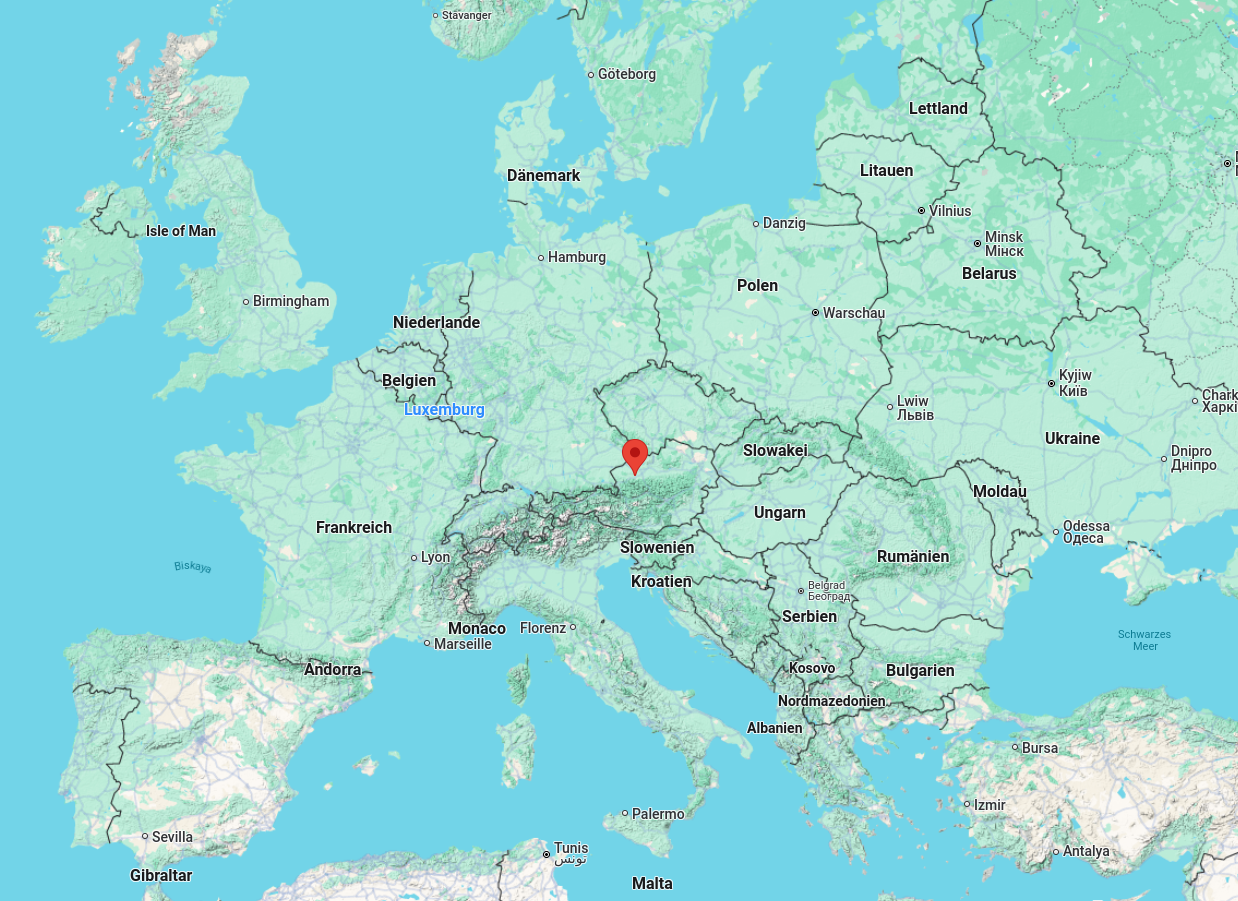 Stavanger
Göteborg
Lettland
Dänemark
Litauen
Vilnius
Isle of Man
Danzig
Minsk
Мінск
Hamburg
Belarus
Polen
Birmingham
Warschau
Niederlande
Belgien
Kyjiw
Київ
Luxemburg
Lwiw
Львів
Chark
Харкі
Ukraine
Slowakei
Dnipro
Дніпро
Moldau
Ungarn
Frankreich
Odessa
Одеса
Slowenien
Lyon
Rumänien
Biskaya
Kroatien
Belgrad
Београд
Serbien
Monaco
Florenz
Marseille
Schwarzes
Meer
Andorra
Kosovo
Bulgarien
Nordmazedonien
Albanien
Bursa
Izmir
Palermo
Sevilla
Tunis
تونس
Antalya
Gibraltar
Malta